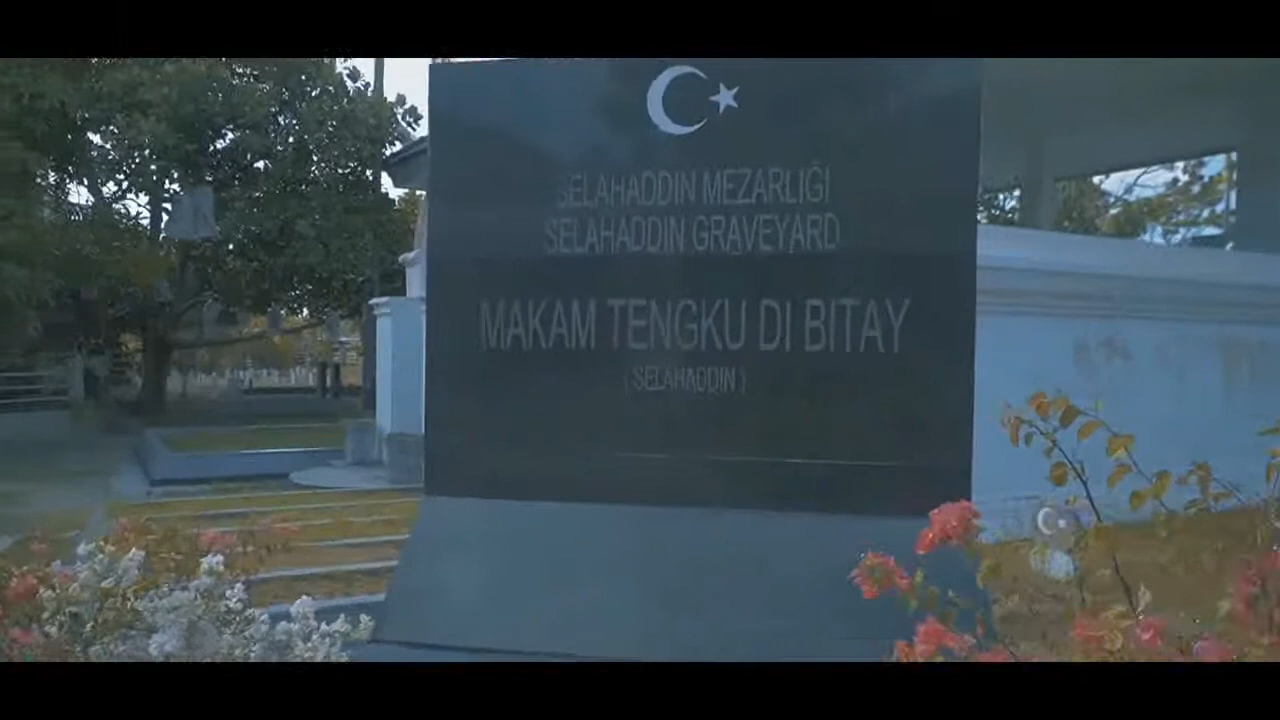 SELAHADDIN MEZARLIĞI
SELAHADDIN GRAVEYARD
MAKAM TENGKU DI BITAY
( SELAHADDIN )